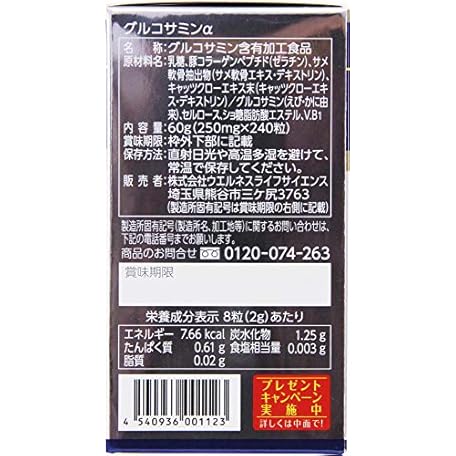 グルコサミンα
名　　称:グルコサミン含有加工食品
原材料名:乳糖、豚コラーゲンペプチド(ゼラチン)、サメ
軟骨抽出物(サメ軟骨エキス・デキストリン)、
キャッツクローエキス末(キャッツクローエキ
ス・デキストリン)/グルコサミン(えび・かに由
来)、セルロース、ショ糖脂肪酸エステル、V.B1
内 容 量:60g(250mg×240粒)
賞味期限:枠外下部に記載
保存方法:直射日光や高温多湿を避けて、
常温で保存してください。
販 売 者:株式会社ウエルネスライフサイエンス
埼玉県熊谷市三ケ尻3763
(製造所固有記号は賞味期限の右側に記載)
製造所固有記号(製造所名、加工地等)に関するお問い合わせは、
下記の電話番号までお願いします。
商品のお問合せ 0120-074-263
賞味期限
栄養成分表示 8粒(2g)あたり
エネルギー 7.66 kcal 炭水化物 1.25 g
たんぱく質 0.61 g 食塩相当量 0.003 g
脂質 0.02 g
4 540936 001123
プレゼント
キャンペーン
実 施 中
詳しくは中面で!